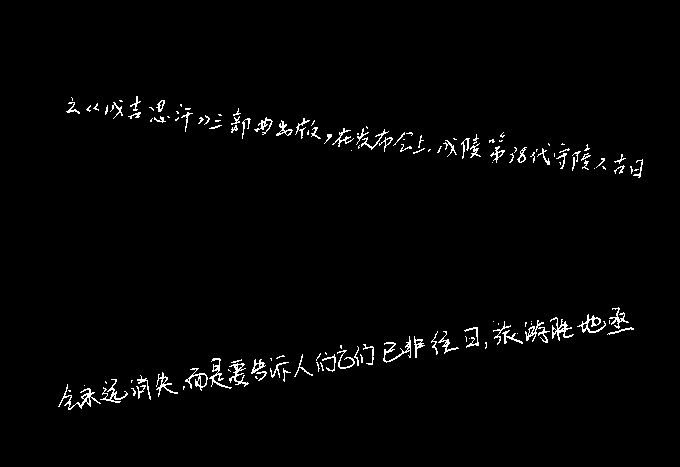 云《成吉思汗》三部曲出版,在发布会上,成陵第38代守陵人古日
会永远消失,而是要告诉人们它们已非往日,旅游胜地亟